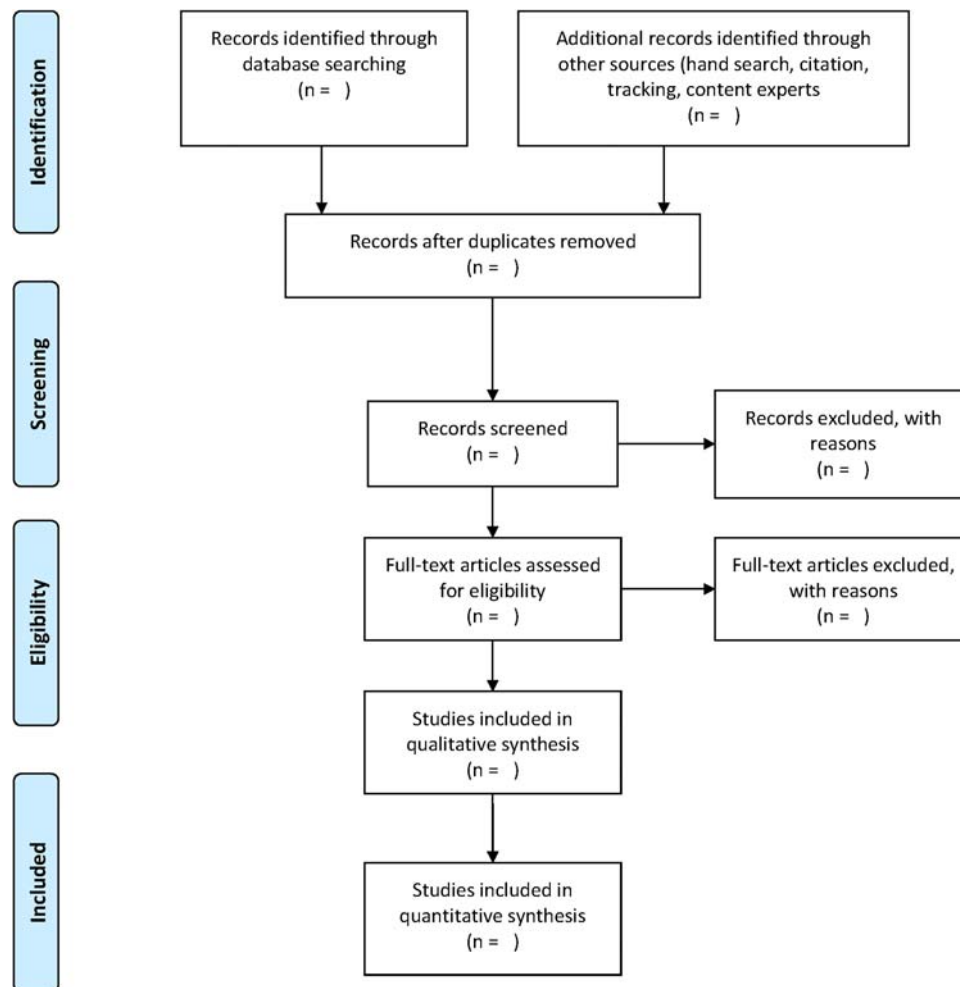 Identification
Records identified through
database searching
(n =   )
Additional records identified through
other sources (hand search, citation,
tracking, content experts
(n =   )
Records after duplicates removed
(n =   )
Screening
Records screened
(n =   )
Records excluded, with
reasons
(n =   )
Eligibility
Full-text articles assessed
for eligibility
(n =   )
Full-text articles excluded,
with reasons
(n =   )
Studies included in
qualitative synthesis
(n =   )
Included
Studies included in
quantitative synthesis
(n =   )